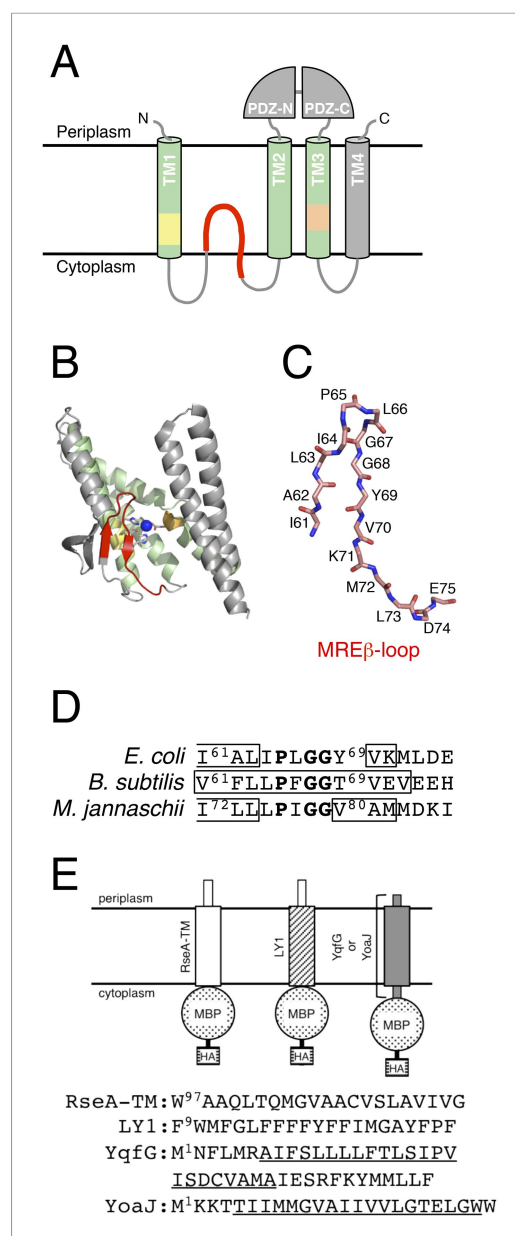 A
N
PDZ-N
PDZ-C
C
Periplasm
TM1
TM2
TM3
TM4
Cytoplasm
B
C
P65
L66
I64
G67
L63
G68
A62
Y69
I61
V70
K71
M72
E75
L73
D74
MREβ-loop
D
E. coli I⁶¹ALIPLGGY⁶⁹VKMLDE
B. subtilis V⁶¹FLLPFGGT⁶⁹VEVEEH
M. jannaschii I⁷²LLLPIGGV⁸⁰AMMDKI
E
periplasm
RseA-TM
LY1
YqfG
or
YoaJ
cytoplasm
MBP
MBP
MBP
HA
HA
HA
RseA-TM:W⁹⁷AAQLTQMGVAACVSLAVIVG
LY1:F⁹WMFGLFFFFYFFIMGAYFPF
YqfG:M¹NFLMRAIFSLLLLFTLSIPV
ISDCVAMAIESRFKYMMLLF
YoaJ:M¹KKTTIIMMGVAIIVVLGTELGWW